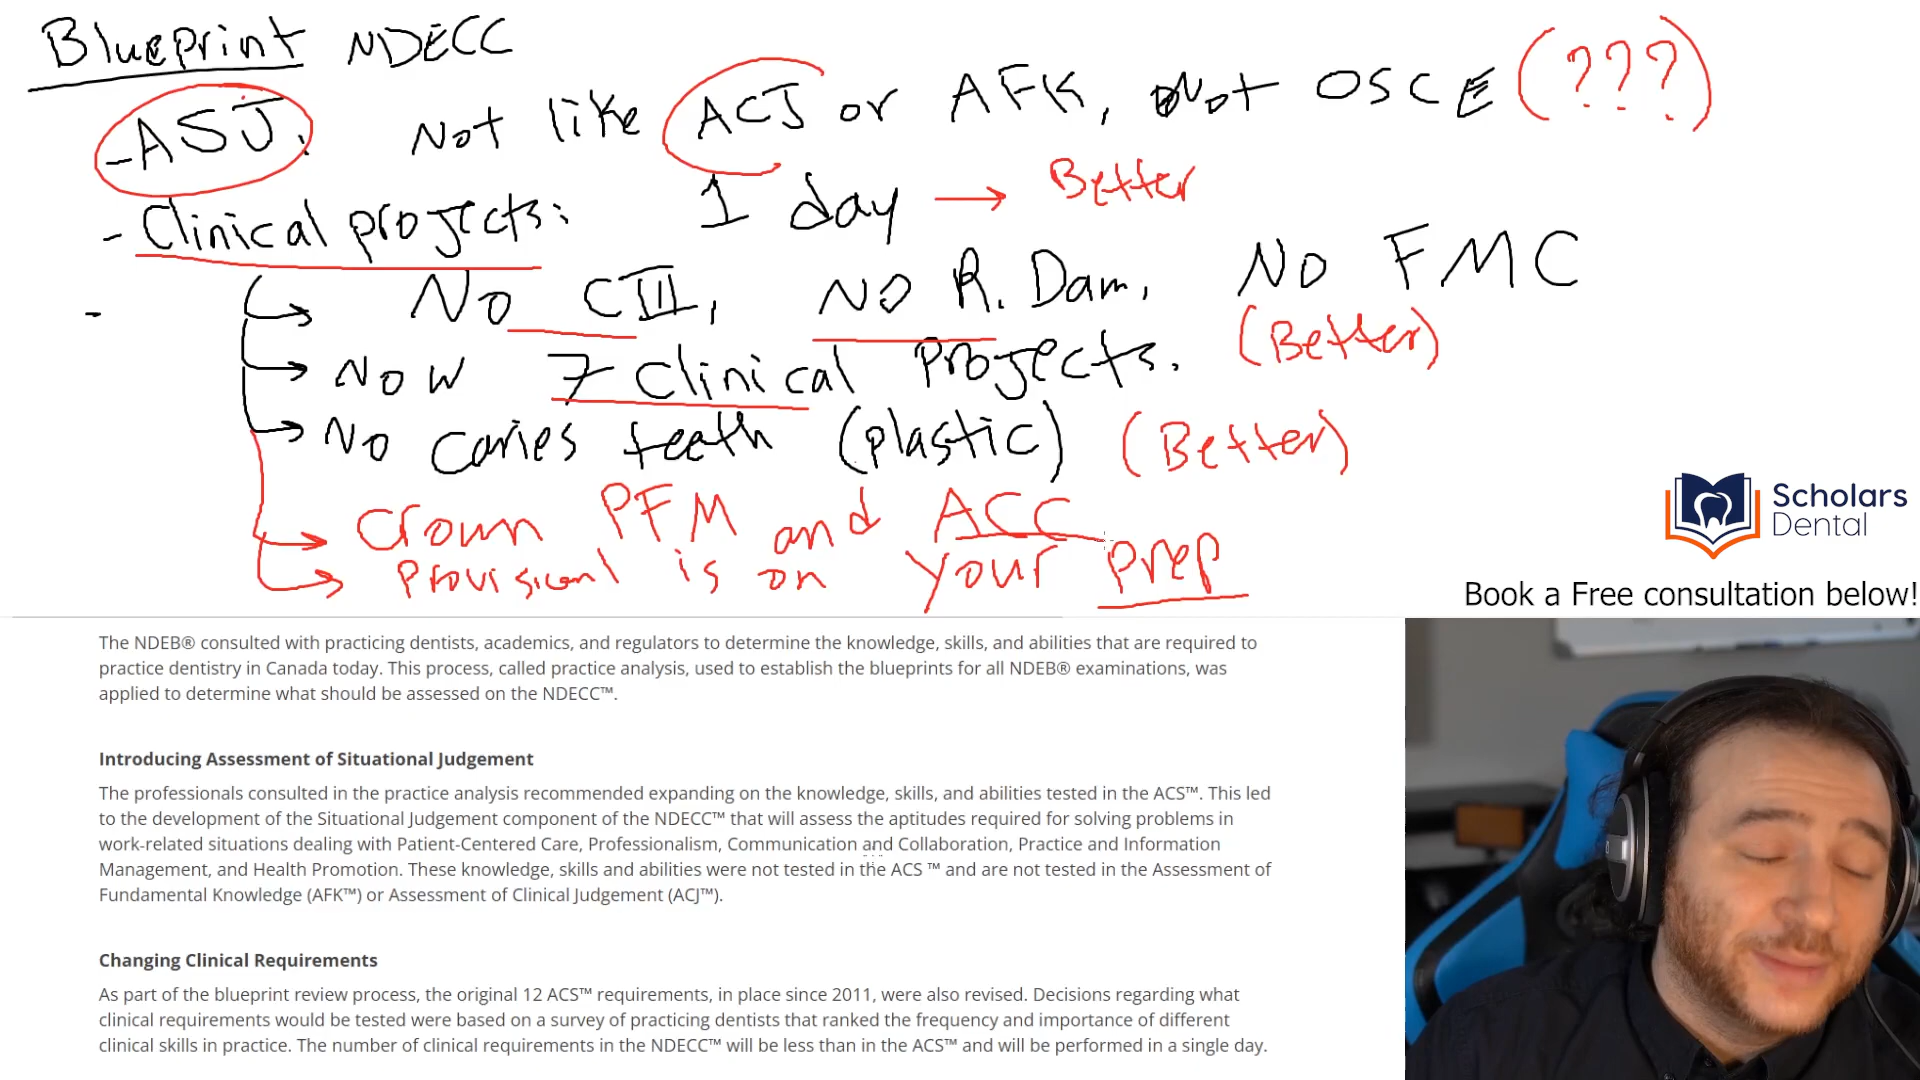 Blueprint NDECC
- ASJ: Not like ACJ or AFK, Not OSCE (???)
- Clinical projects: 1 day → Better
- → No CIII, No R. Dam, No FMC
→ Now 7 Clinical Projects. (Better)
→ No caries teeth (plastic) (Better)
→ Crown PFM and ACC
→ Provisional is on your prep
Scholars
Dental
Book a Free consultation below!
The NDEB® consulted with practicing dentists, academics, and regulators to determine the knowledge, skills, and abilities that are required to
practice dentistry in Canada today. This process, called practice analysis, used to establish the blueprints for all NDEB® examinations, was
applied to determine what should be assessed on the NDECC™.
Introducing Assessment of Situational Judgement
The professionals consulted in the practice analysis recommended expanding on the knowledge, skills, and abilities tested in the ACS™. This led
to the development of the Situational Judgement component of the NDECC™ that will assess the aptitudes required for solving problems in
work-related situations dealing with Patient-Centered Care, Professionalism, Communication and Collaboration, Practice and Information
Management, and Health Promotion. These knowledge, skills and abilities were not tested in the ACS ™ and are not tested in the Assessment of
Fundamental Knowledge (AFK™) or Assessment of Clinical Judgement (ACJ™).
Changing Clinical Requirements
As part of the blueprint review process, the original 12 ACS™ requirements, in place since 2011, were also revised. Decisions regarding what
clinical requirements would be tested were based on a survey of practicing dentists that ranked the frequency and importance of different
clinical skills in practice. The number of clinical requirements in the NDECC™ will be less than in the ACS™ and will be performed in a single day.